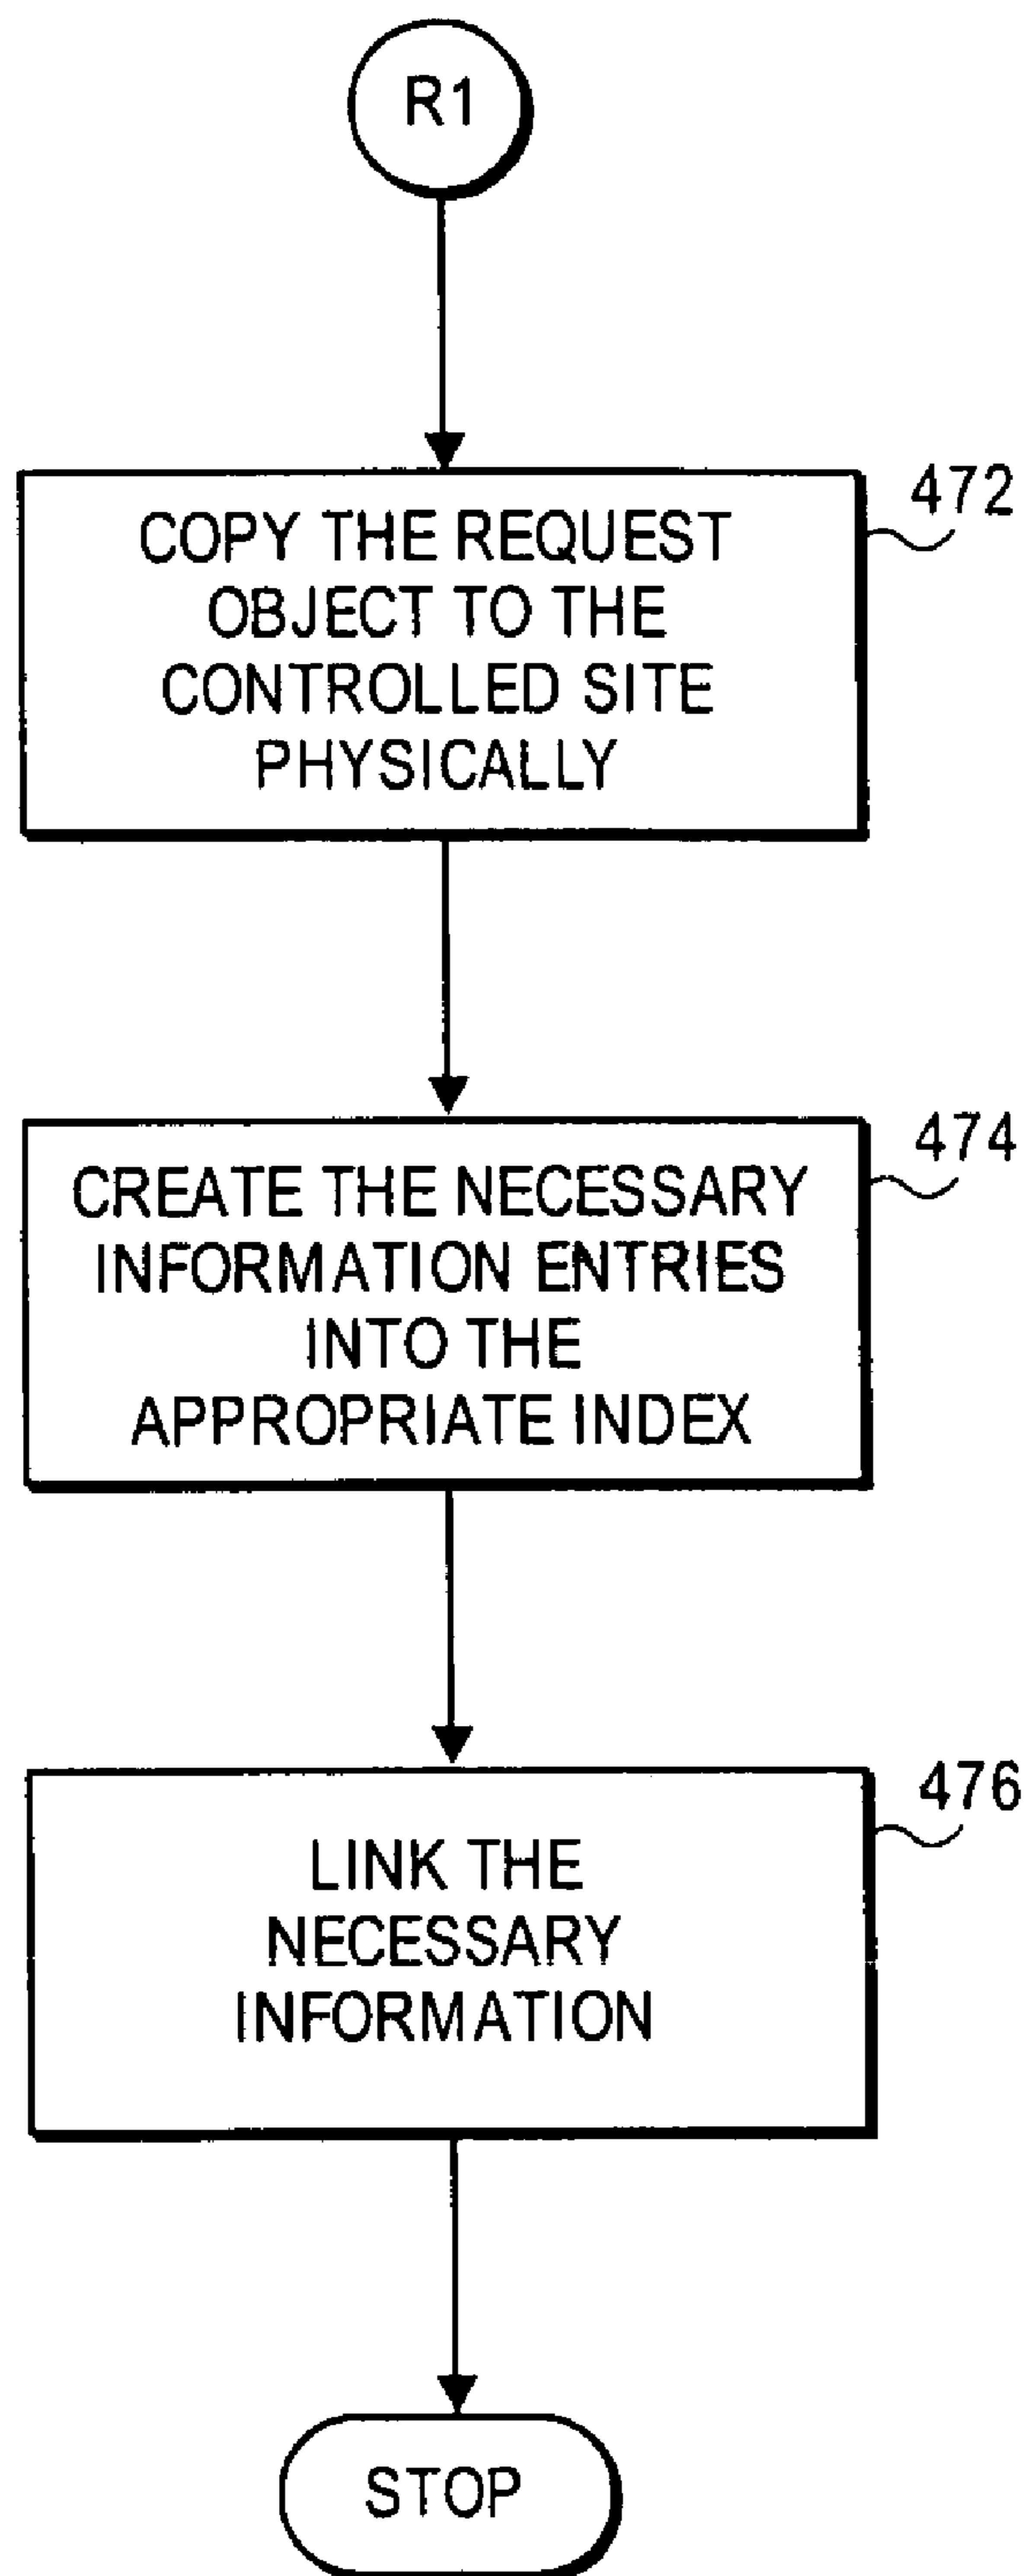 R1
472
COPY THE REQUEST
OBJECT TO THE
CONTROLLED SITE
PHYSICALLY
474
CREATE THE NECESSARY
INFORMATION ENTRIES
INTO THE
APPROPRIATE INDEX
476
LINK THE
NECESSARY
INFORMATION
STOP